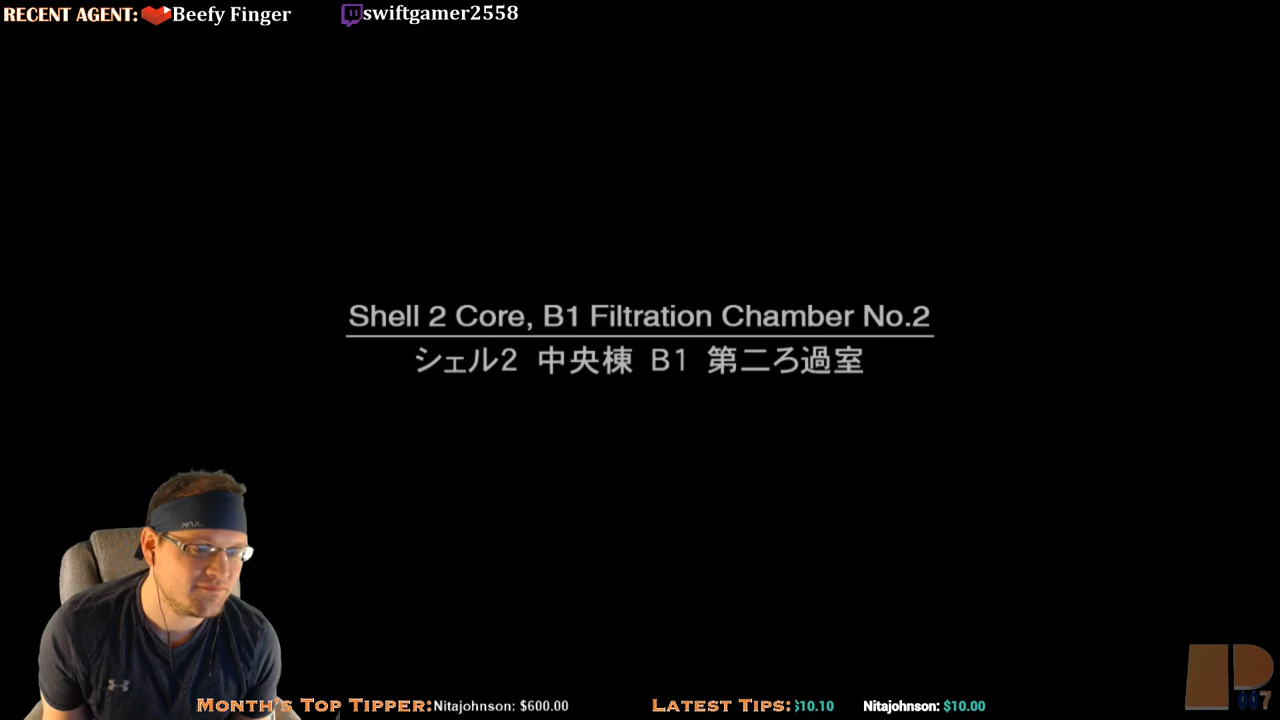 RECENT AGENT: Beefy Finger swiftgamer2558
Shell 2 Core, B1 Filtration Chamber No.2
シェル2 中央棟 B1 第二ろ過室
MONTH'S TOP TIPPER: Nitajohnson: $600.00 LATEST TIPS: $10.10 Nitajohnson: $10.00
P 007